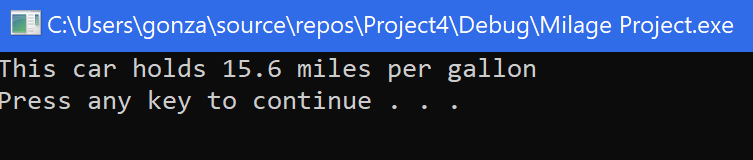 C:\Users\gonza\source\repos\Project4\Debug\Milage Project.exe
This car holds 15.6 miles per gallon
Press any key to continue . . .